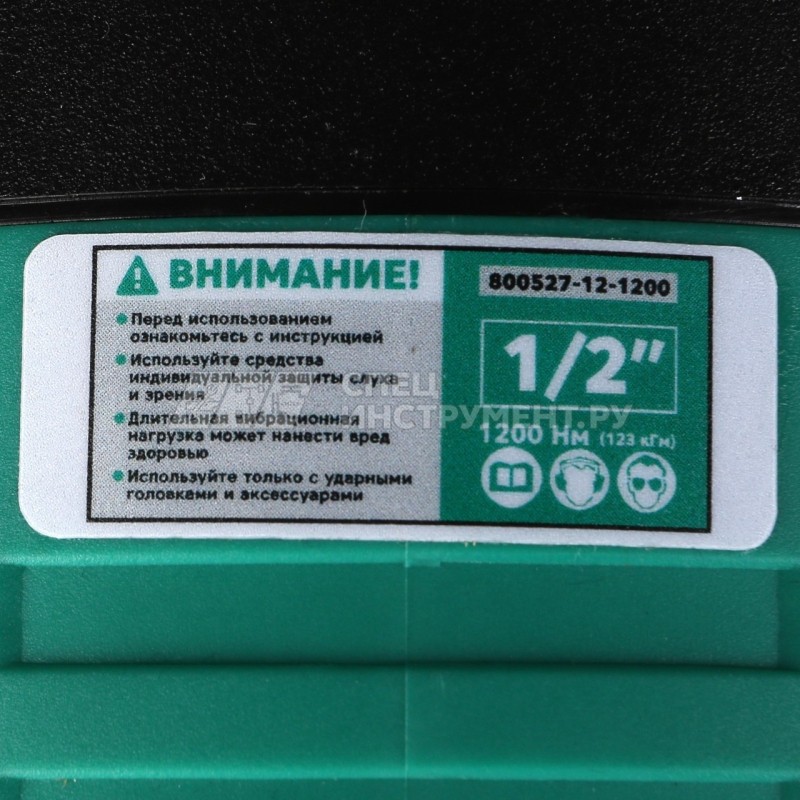 ВНИМАНИЕ!
Перед использованием
ознакомьтесь с инструкцией
Используйте средства
индивидуальной защиты слуха
и зрения
Длительная вибрационная
нагрузка может нанести вред
здоровью
Используйте только с ударными
головками и аксессуарами
800527-12-1200
1/2"
1200 Нм (123 кГм)
СПЕЦ
ИНСТРУМЕНТ.РУ